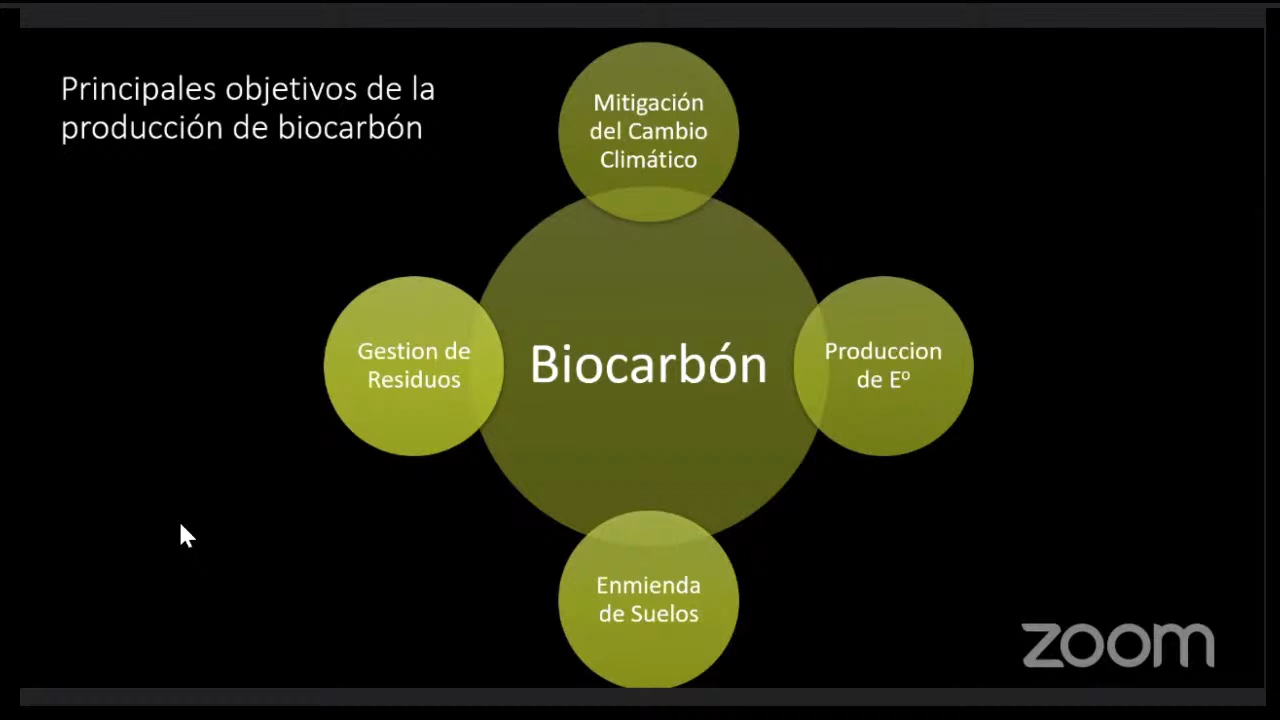 Principales objetivos de la
producción de biocarbón
Mitigación
del Cambio
Climático
Gestion de
Residuos
Biocarbón
Produccion
de Eº
Enmienda
de Suelos
zoom